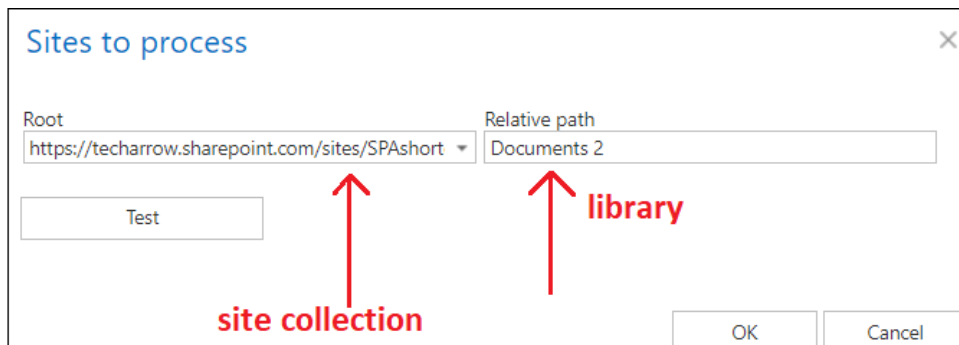 Sites to process
Root
Relative path
https://techarrow.sharepoint.com/sites/SPAshort
Documents 2
Test
library
site collection
OK
Cancel